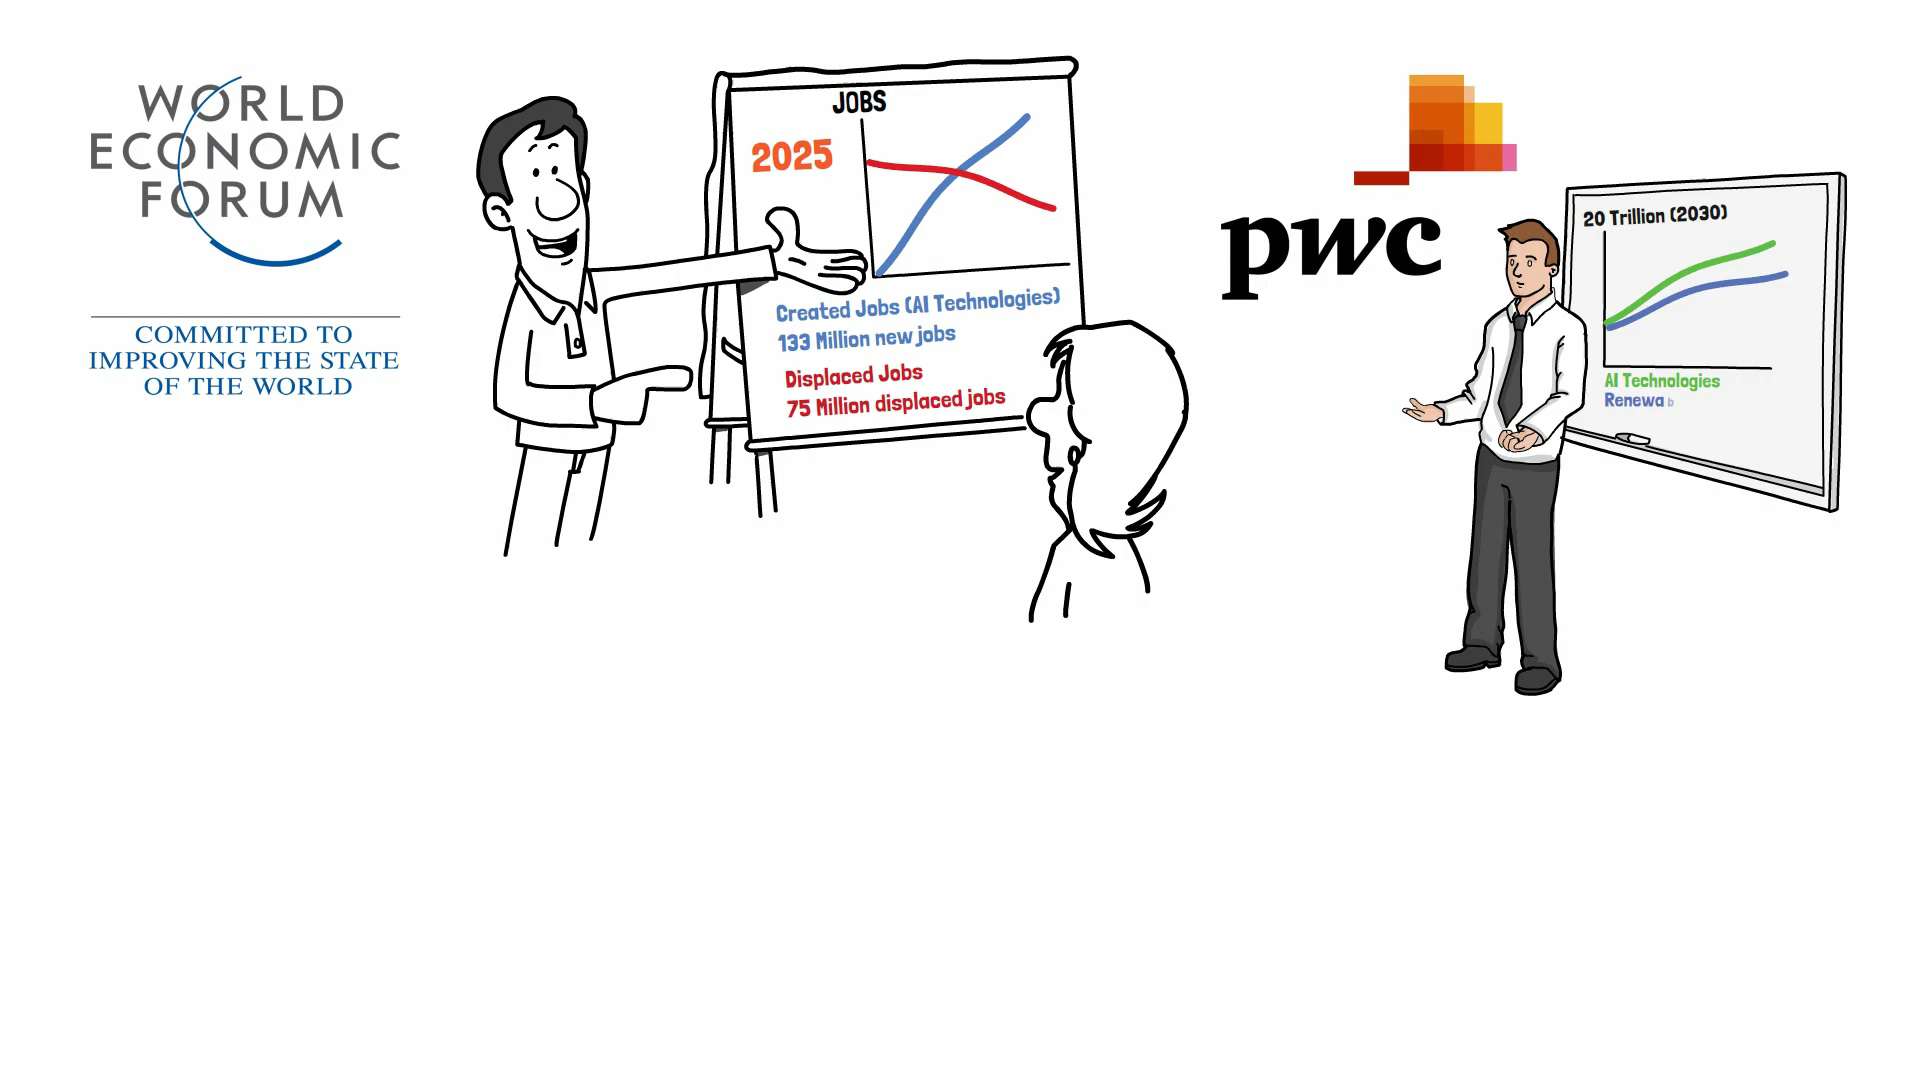 WORLD
ECONOMIC
FORUM
COMMITTED TO
IMPROVING THE STATE
OF THE WORLD
JOBS
2025
Created Jobs (AI Technologies)
133 Million new jobs
Displaced Jobs
75 Million displaced jobs
pwc
20 Trillion (2030)
AI Technologies
Renewa b